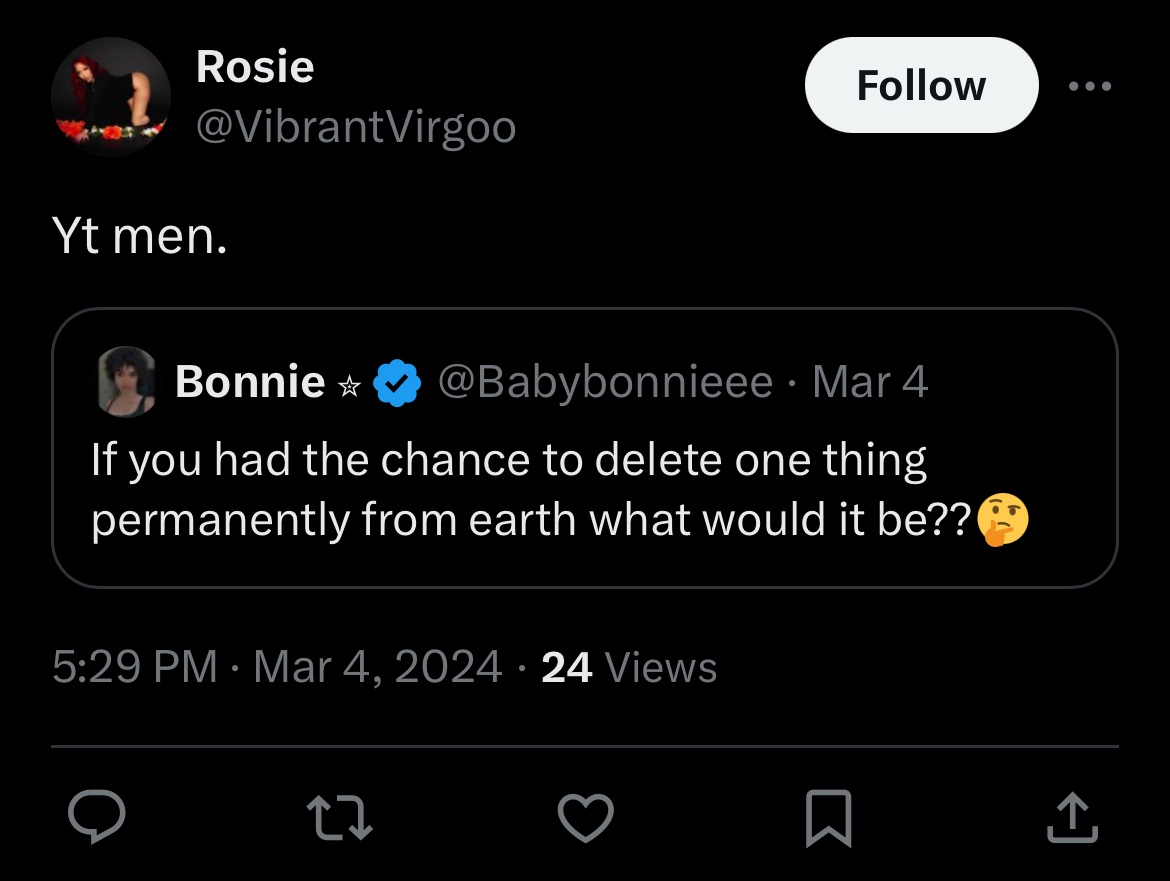 Rosie
@VibrantVirgoo
Follow
Yt men.
Bonnie ☆ @Babybonnieee · Mar 4
If you had the chance to delete one thing
permanently from earth what would it be??🤔
5:29 PM · Mar 4, 2024 · 24 Views